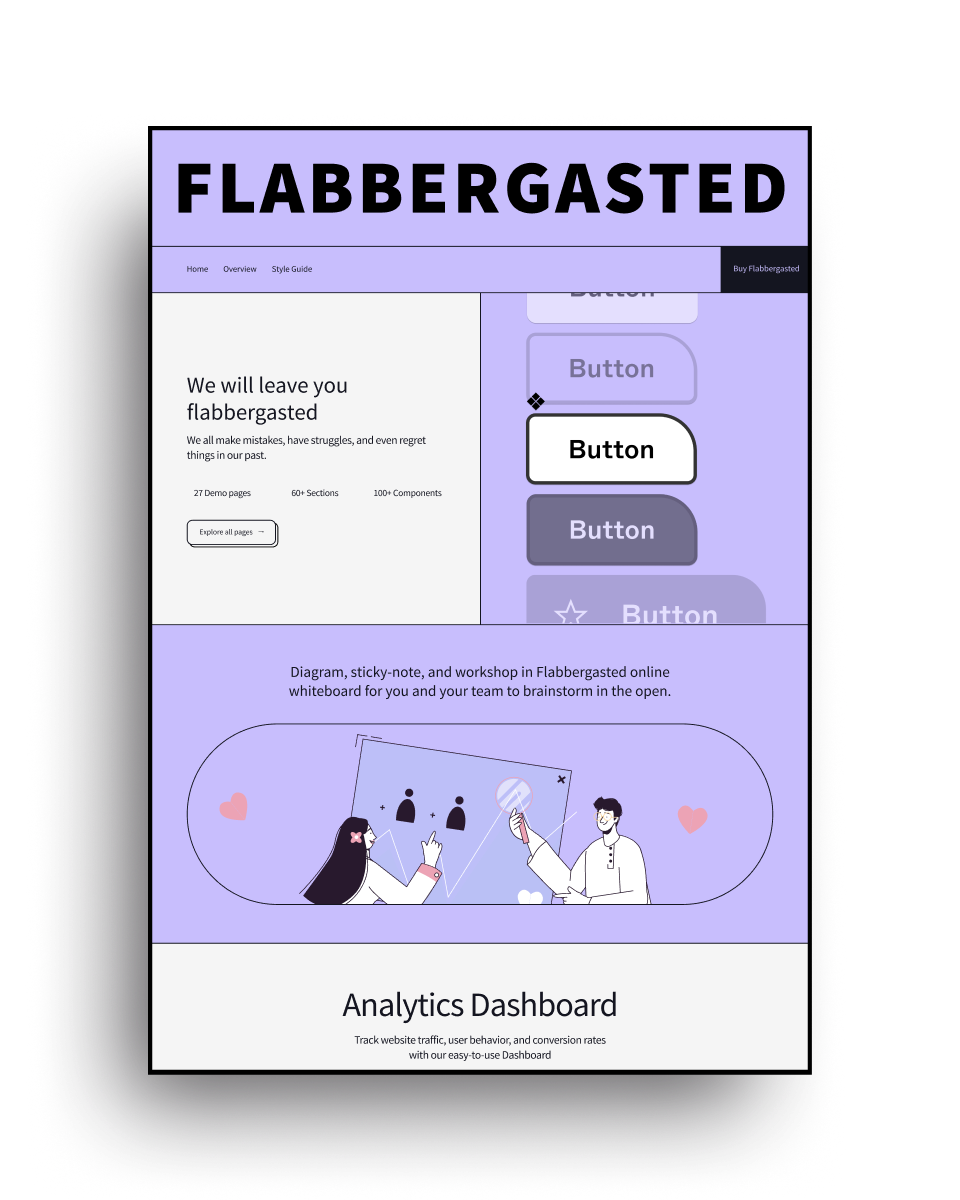 FLABBERGASTED
Home Overview Style Guide Buy Flabbergasted
We will leave you
flabbergasted
We all make mistakes, have struggles, and even regret
things in our past.
27 Demo pages 60+ Sections 100+ Components
Explore all pages →
Button
Button
Button
Button
Button
Diagram, sticky-note, and workshop in Flabbergasted online
whiteboard for you and your team to brainstorm in the open.
Analytics Dashboard
Track website traffic, user behavior, and conversion rates
with our easy-to-use Dashboard